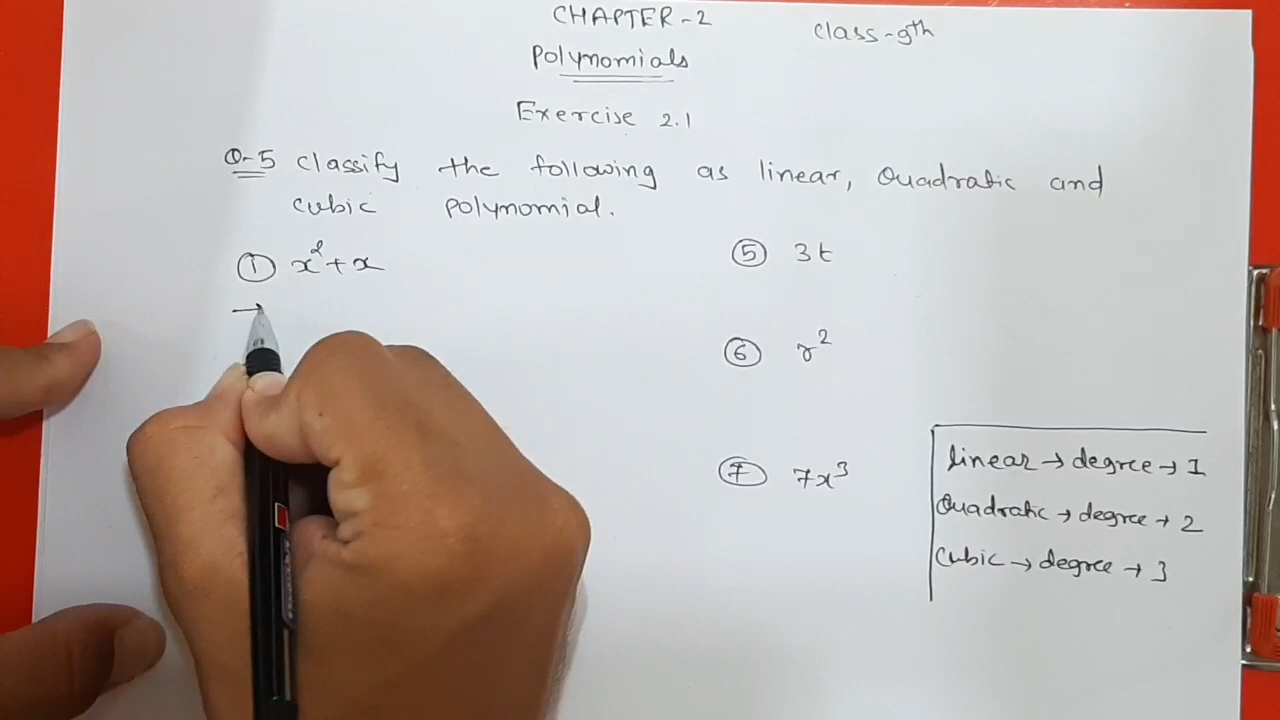 CHAPTER-2
Class-9th
Polynomials
Exercise 2.1
Q-5 Classify the following as linear, Quadratic and
cubic polynomial.
① x²+x
→
⑤ 3t
⑥ r²
⑦ 7x³
linear → degree → 1
Quadratic → degree → 2
Cubic → degree → 3